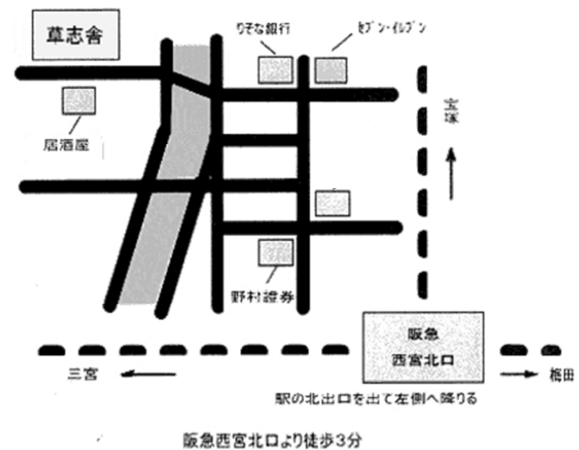 草志舎
りそな銀行
セブン・イレブン
居酒屋
宝塚
野村證券
阪急
西宮北口
三宮
梅田
駅の北出口を出て左側へ降りる
阪急西宮北口より徒歩3分